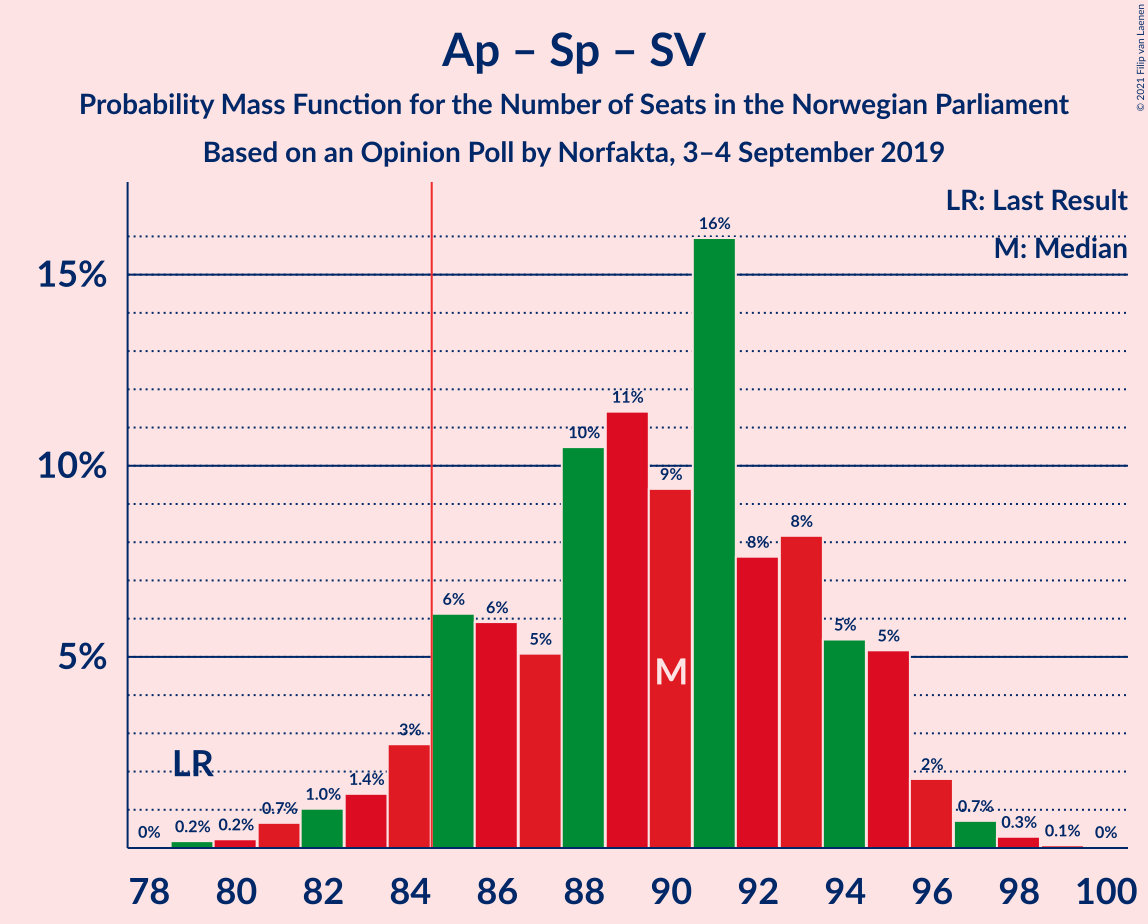 Ap – Sp – SV
Probability Mass Function for the Number of Seats in the Norwegian Parliament
Based on an Opinion Poll by Norfakta, 3–4 September 2019
© 2021 Filip van Laenen
LR: Last Result
M: Median
15%
10%
5%
0%
0.2%
0.2%
0.7%
1.0%
1.4%
3%
6%
6%
5%
10%
11%
9%
16%
8%
8%
5%
5%
2%
0.7%
0.3%
0.1%
0%
LR
M
78 80 82 84 86 88 90 92 94 96 98 100